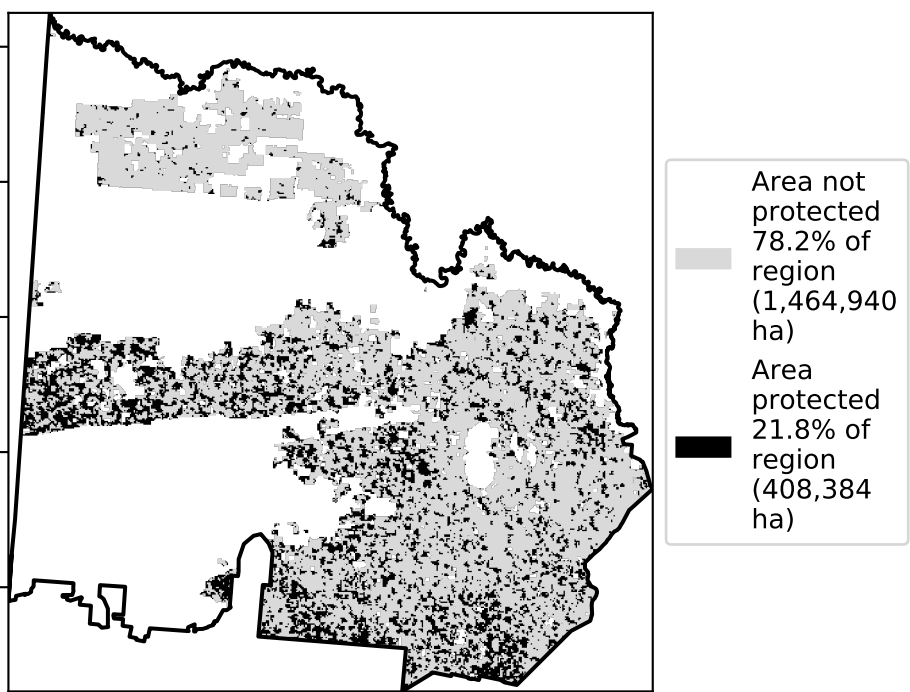 Area not
protected
78.2% of
region
(1,464,940
ha)
Area
protected
21.8% of
region
(408,384
ha)